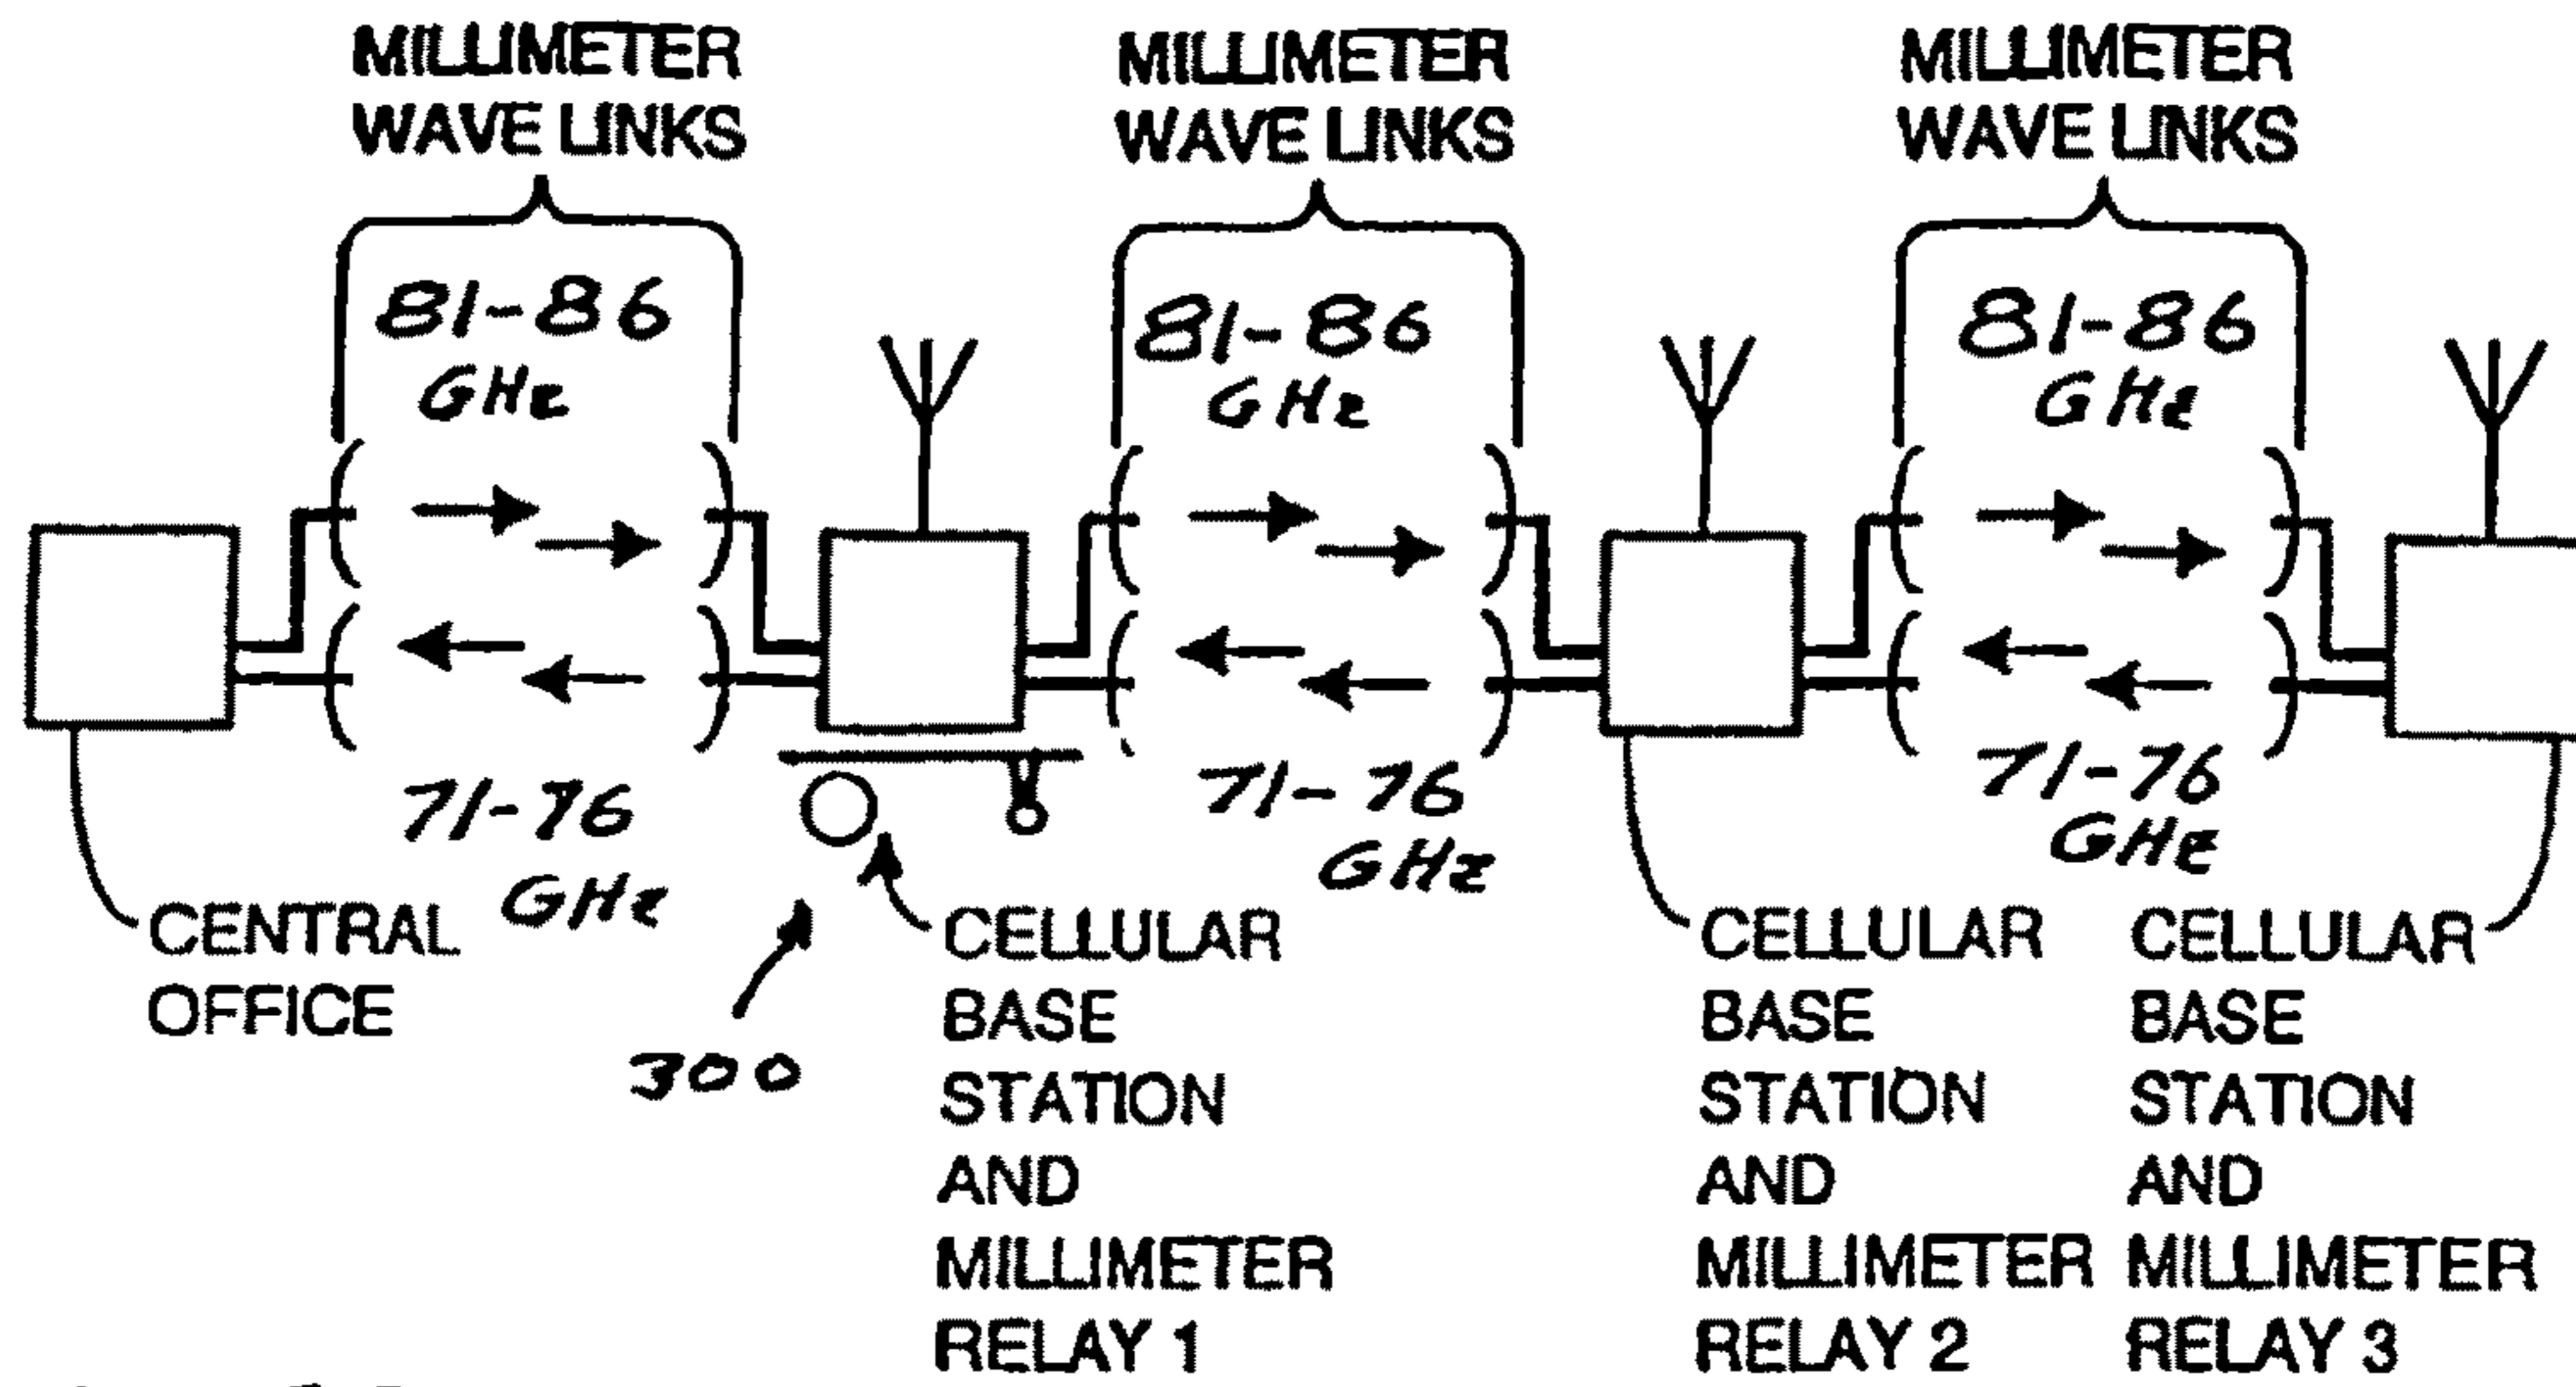 MILLIMETER
WAVE LINKS
MILLIMETER
WAVE LINKS
MILLIMETER
WAVE LINKS
81-86
GHz
81-86
GHz
81-86
GHz
71-76
GHz
71-76
GHz
71-76
GHz
CENTRAL
OFFICE
300
CELLULAR
BASE
STATION
AND
MILLIMETER
RELAY 1
CELLULAR
BASE
STATION
AND
MILLIMETER
RELAY 2
CELLULAR
BASE
STATION
AND
MILLIMETER
RELAY 3